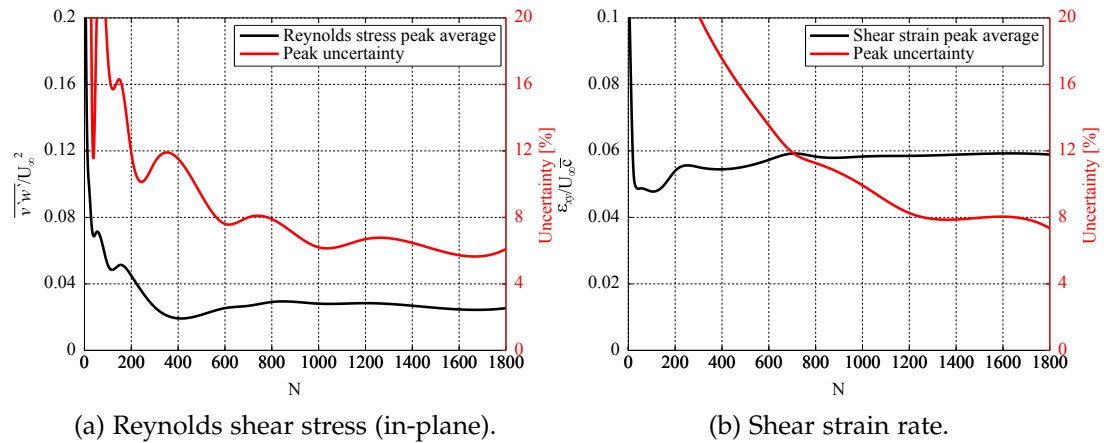 0.2
0.16
0.12
0.08
0.04
0
20
16
12
8
4
0
0 200 400 600 800 1000 1200 1400 1600 1800
N
v'w'/U∞²
Uncertainty [%]
Reynolds stress peak average
Peak uncertainty
(a) Reynolds shear stress (in-plane).
0.1
0.08
0.06
0.04
0.02
0
20
16
12
8
4
0
0 200 400 600 800 1000 1200 1400 1600 1800
N
εxy/U∞c̄
Uncertainty [%]
Shear strain peak average
Peak uncertainty
(b) Shear strain rate.